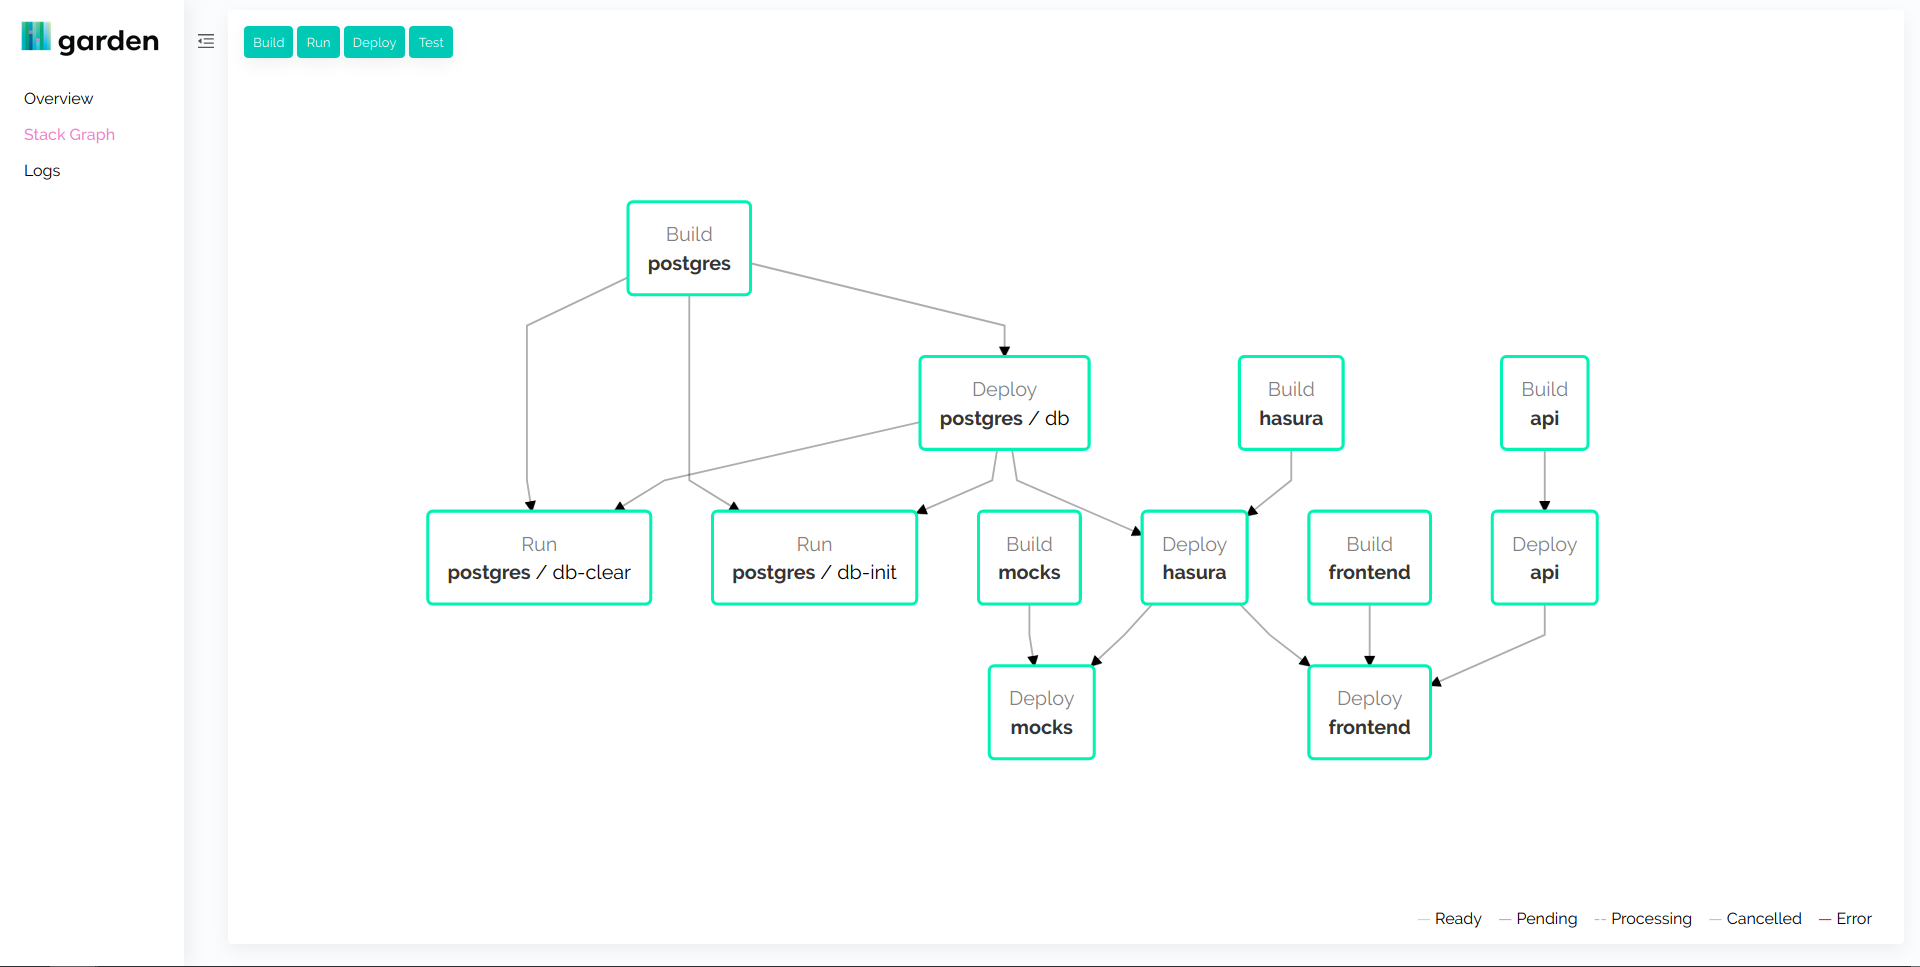 garden
Overview
Stack Graph
Logs
Build
Run
Deploy
Test
Build
postgres
Deploy
postgres / db
Build
hasura
Build
api
Run
postgres / db-clear
Run
postgres / db-init
Build
mocks
Deploy
hasura
Build
frontend
Deploy
api
Deploy
mocks
Deploy
frontend
Ready
Pending
Processing
Cancelled
Error